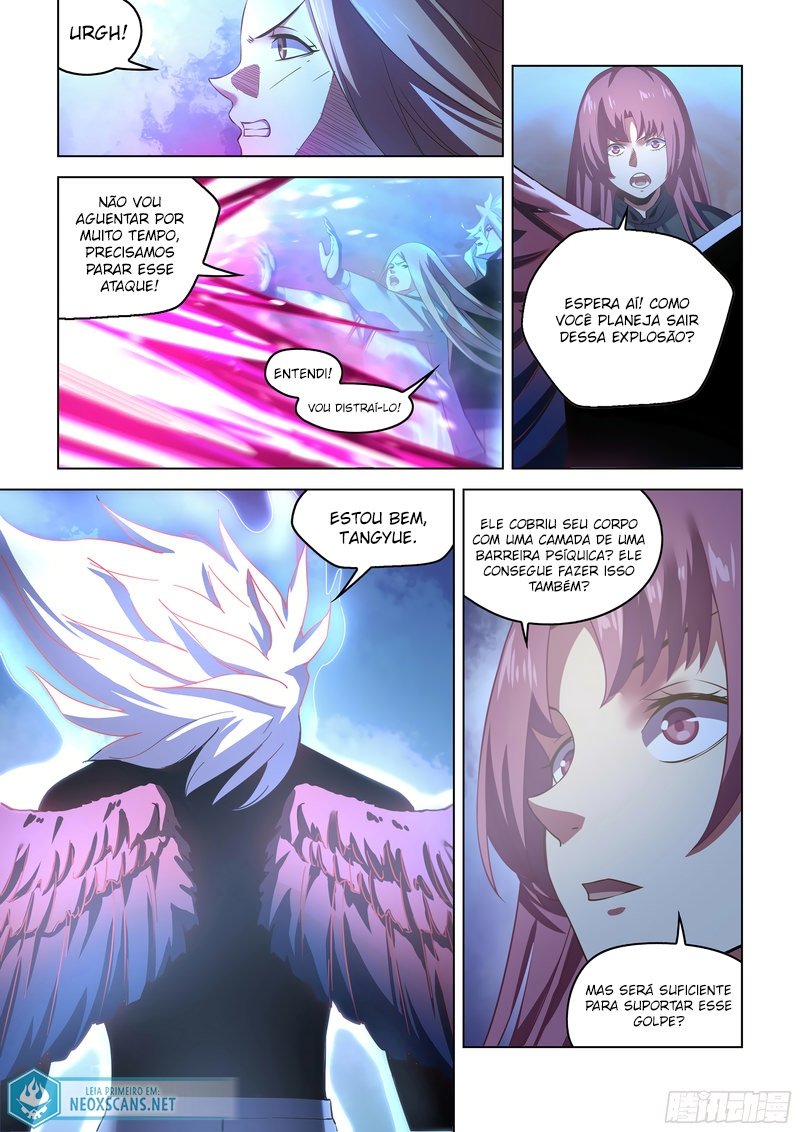 URGH!
NÃO VOU
AGUENTAR POR
MUITO TEMPO,
PRECISAMOS
PARAR ESSE
ATAQUE!
ENTENDI!
VOU DISTRAÍ-LO!
ESPERA AÍ! COMO
VOCÊ PLANEJA SAIR
DESSA EXPLOSÃO?
ESTOU BEM,
TANGYUE.
ELE COBRIU SEU CORPO
COM UMA CAMADA DE UMA
BARREIRA PSÍQUICA? ELE
CONSEGUE FAZER ISSO
TAMBÉM?
MAS SERÁ SUFICIENTE
PARA SUPORTAR ESSE
GOLPE?
LEIA PRIMEIRO EM:
NEOXSCANS.NET
腾讯动漫